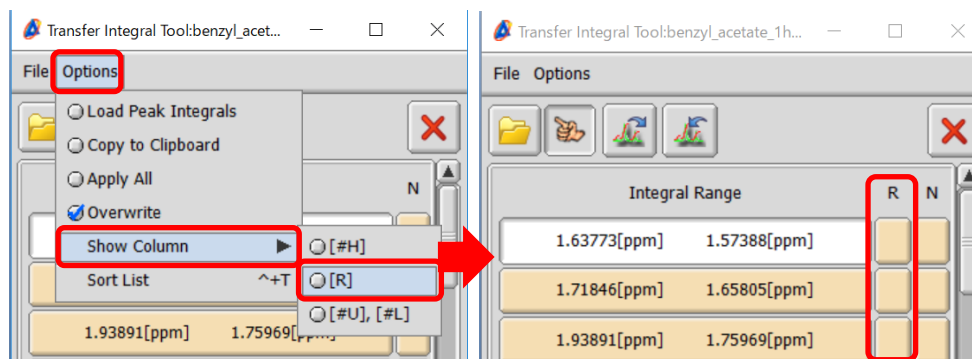 Transfer Integral Tool:benzyl_acet...
File Options
Load Peak Integrals
Copy to Clipboard
Apply All
Overwrite
Show Column
Sort List ^+T
[#H]
[R]
[#U], [#L]
N
1.93891[ppm] 1.75969[ppm]
Transfer Integral Tool:benzyl_acetate_1h...
File Options
Integral Range R N
1.63773[ppm] 1.57388[ppm]
1.71846[ppm] 1.65805[ppm]
1.93891[ppm] 1.75969[ppm]